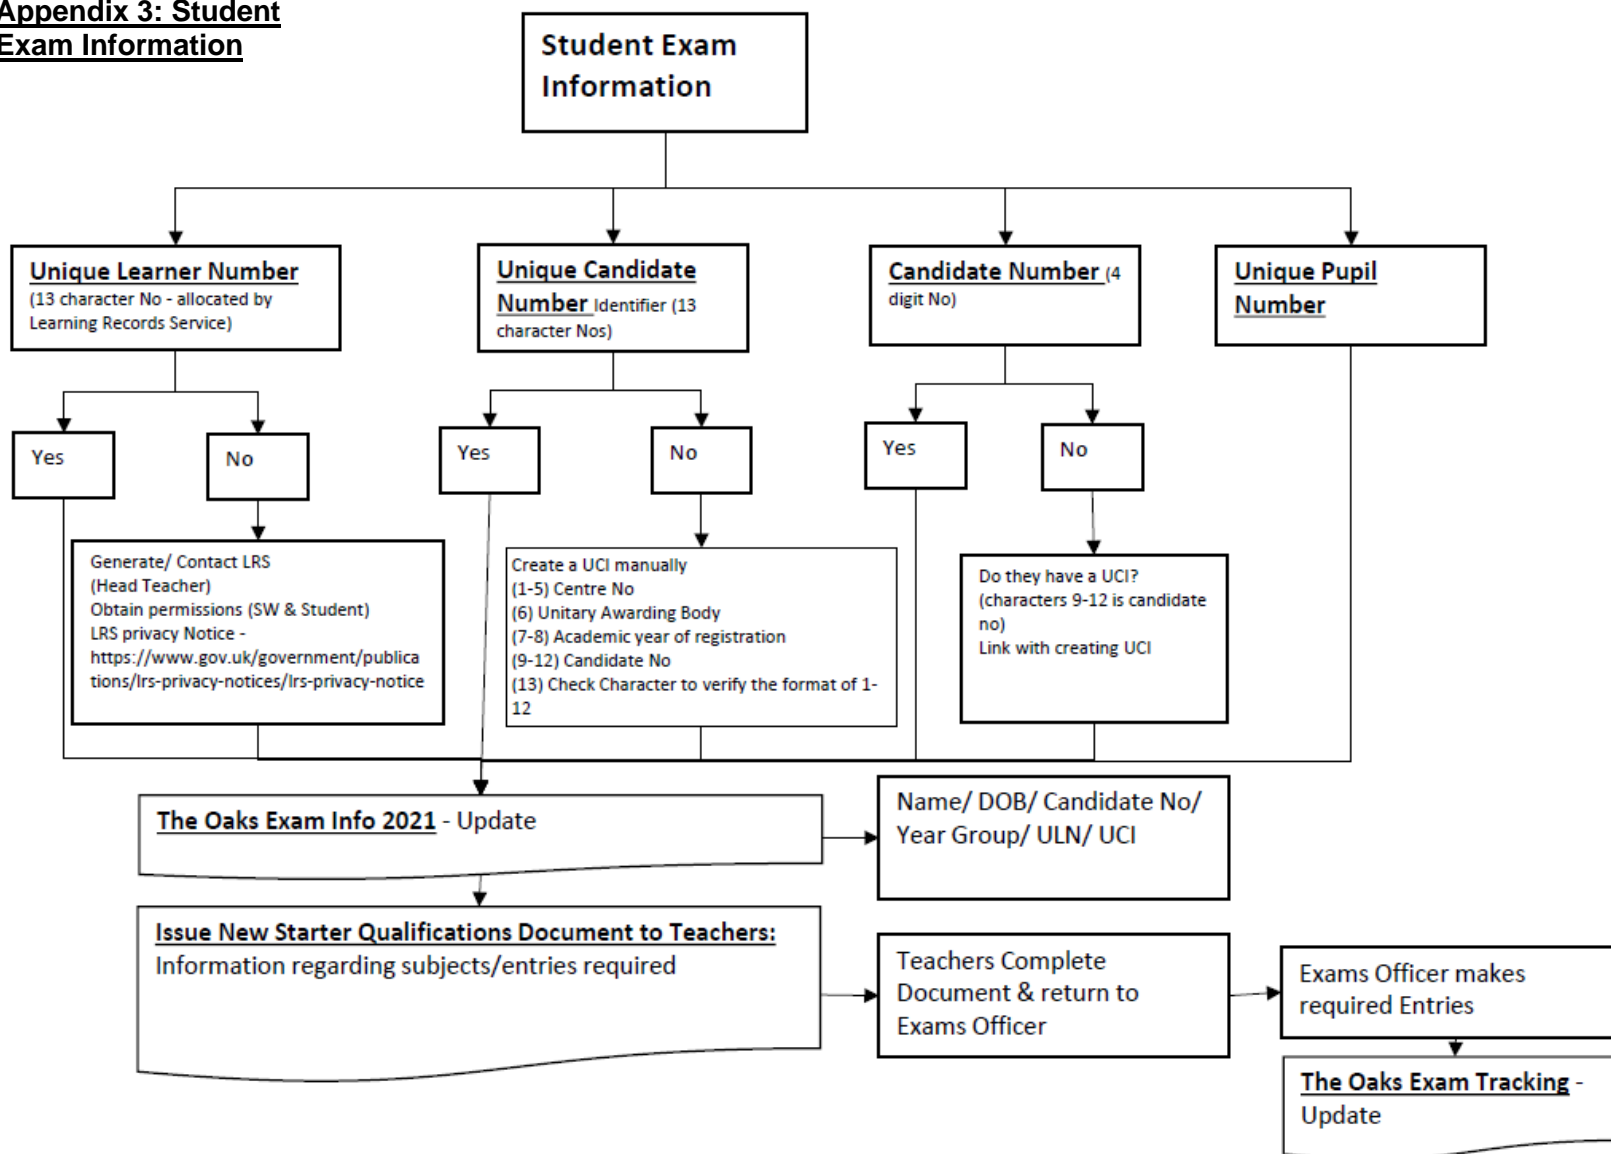 Appendix 3: Student
Exam Information
Student Exam
Information
Unique Learner Number
(13 character No - allocated by
Learning Records Service)
Unique Candidate
Number Identifier (13
character Nos)
Candidate Number (4
digit No)
Unique Pupil
Number
Yes
No
Yes
No
Yes
No
Generate/ Contact LRS
(Head Teacher)
Obtain permissions (SW & Student)
LRS privacy Notice -
https://www.gov.uk/government/publica
tions/lrs-privacy-notices/lrs-privacy-notice
Create a UCI manually
(1-5) Centre No
(6) Unitary Awarding Body
(7-8) Academic year of registration
(9-12) Candidate No
(13) Check Character to verify the format of 1-
12
Do they have a UCI?
(characters 9-12 is candidate
no)
Link with creating UCI
The Oaks Exam Info 2021 - Update
Name/ DOB/ Candidate No/
Year Group/ ULN/ UCI
Issue New Starter Qualifications Document to Teachers:
Information regarding subjects/entries required
Teachers Complete
Document & return to
Exams Officer
Exams Officer makes
required Entries
The Oaks Exam Tracking -
Update